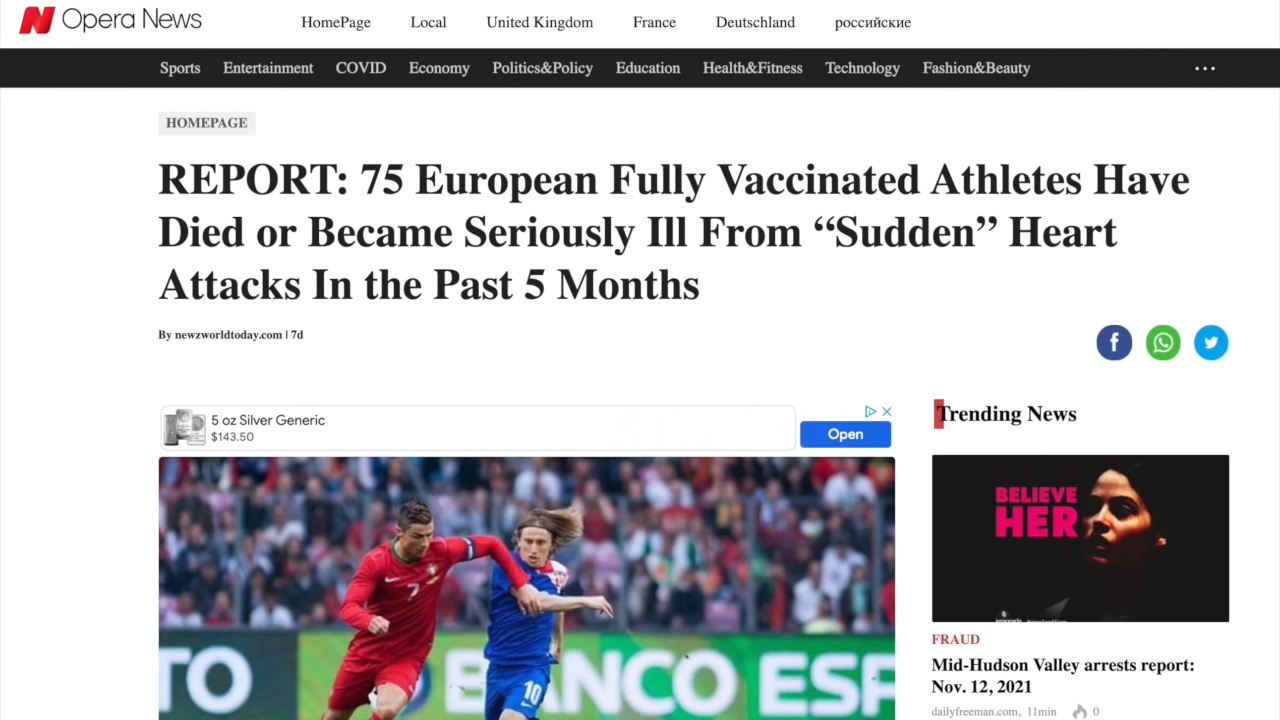 Opera News
HomePage Local United Kingdom France Deutschland российские
Sports Entertainment COVID Economy Politics&Policy Education Health&Fitness Technology Fashion&Beauty
HOMEPAGE
REPORT: 75 European Fully Vaccinated Athletes Have
Died or Became Seriously Ill From “Sudden” Heart
Attacks In the Past 5 Months
By newzworldtoday.com | 7d
5 oz Silver Generic
$143.50
Open
7
10
TO
BANCO ESP
Trending News
BELIEVE
HER
FRAUD
Mid-Hudson Valley arrests report:
Nov. 12, 2021
dailyfreeman.com, 11min 0